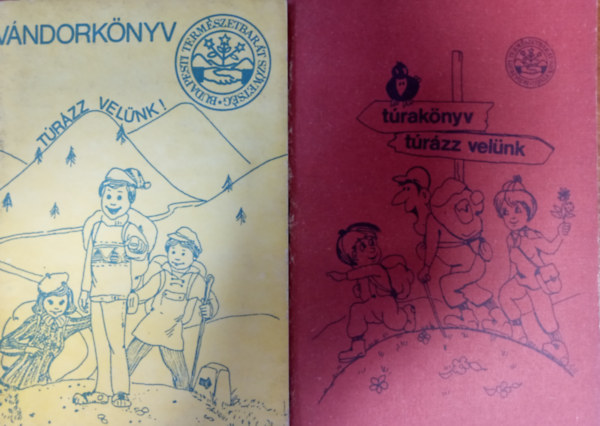 VÁNDORKÖNYV
BUDAPESTI TERMÉSZETBARÁT SZÖVETSÉG
TÚRÁZZ VELÜNK!
túrakönyv
túrázz velünk